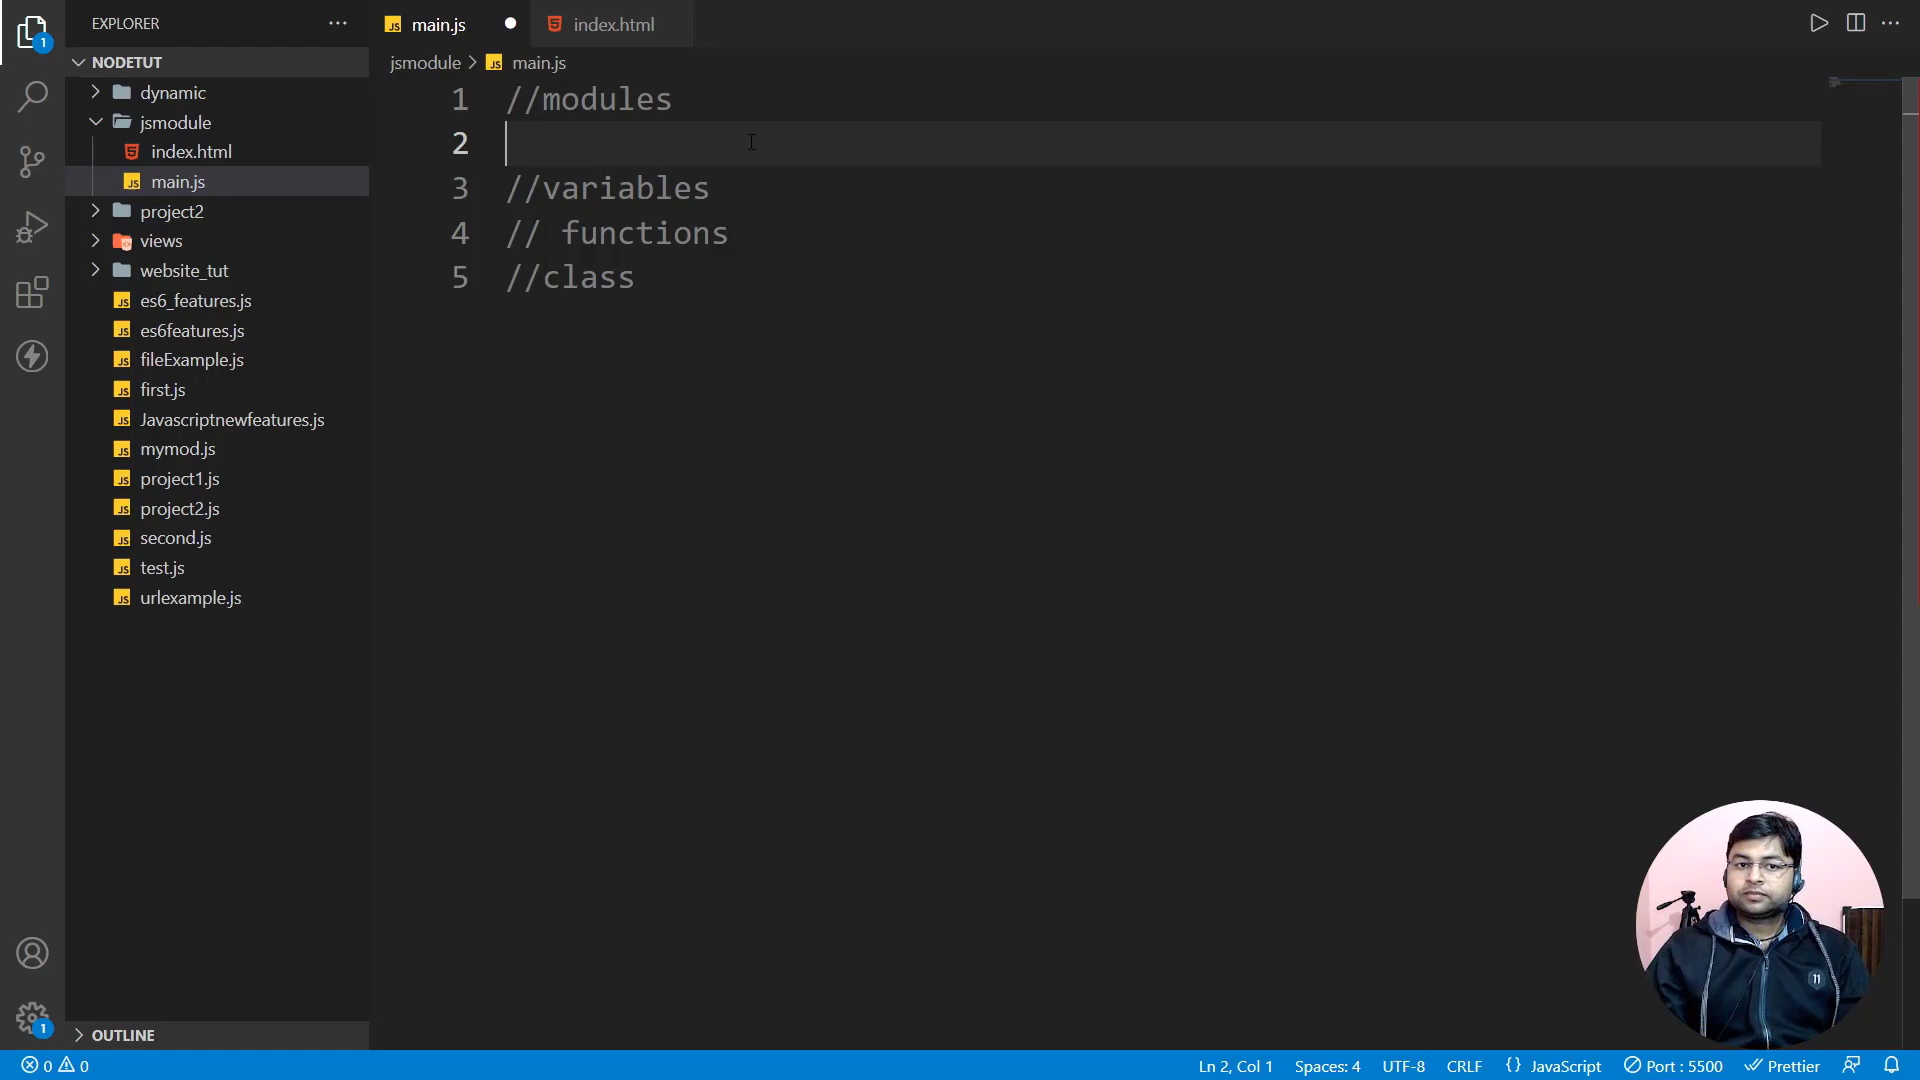 EXPLORER
NODETUT
dynamic
jsmodule
index.html
main.js
project2
views
website_tut
es6_features.js
es6features.js
fileExample.js
first.js
Javascriptnewfeatures.js
mymod.js
project1.js
project2.js
second.js
test.js
urlexample.js
OUTLINE
1
1
main.js
index.html
jsmodule > main.js
1 //modules
2
3 //variables
4 // functions
5 //class
11
0 0
Ln 2, Col 1
Spaces: 4
UTF-8
CRLF
{} JavaScript
Port : 5500
Prettier